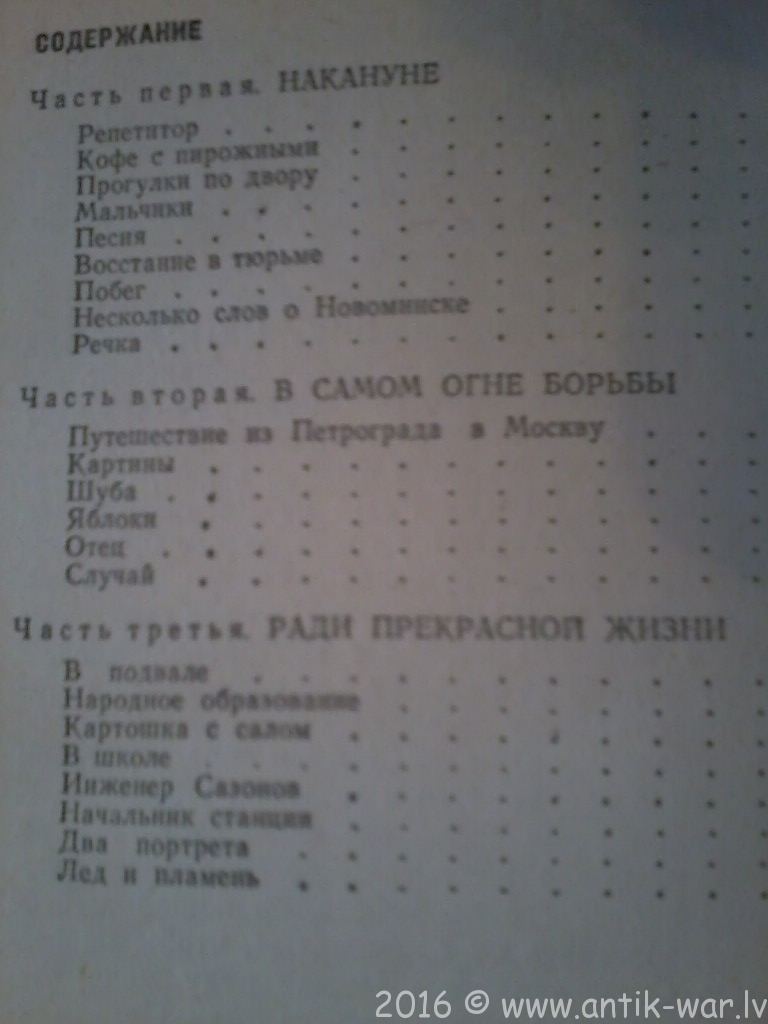 СОДЕРЖАНИЕ
Часть первая. НАКАНУНЕ
Репетитор . . . . . . . . . . . .
Кофе с пирожными . . . . . . . . .
Прогулки по двору . . . . . . . . .
Мальчики . . . . . . . . . . . .
Песня . . . . . . . . . . . . .
Восстание в тюрьме . . . . . . . . .
Побег . . . . . . . . . . . . .
Несколько слов о Новоминске . . . . . .
Речка . . . . . . . . . . . . .
Часть вторая. В САМОМ ОГНЕ БОРЬБЫ
Путешествие из Петрограда в Москву . . .
Картины . . . . . . . . . . . .
Шуба . . . . . . . . . . . . .
Яблоки . . . . . . . . . . . .
Отец . . . . . . . . . . . . .
Случай . . . . . . . . . . . .
Часть третья. РАДИ ПРЕКРАСНОЙ ЖИЗНИ
В подвале . . . . . . . . . . .
Народное образование . . . . . . . .
Картошка с салом . . . . . . . . .
В школе . . . . . . . . . . . .
Инженер Сазонов . . . . . . . . .
Начальник станции . . . . . . . . .
Два портрета . . . . . . . . . .
Лед и пламень . . . . . . . . . .
2016 © www.antik-war.lv